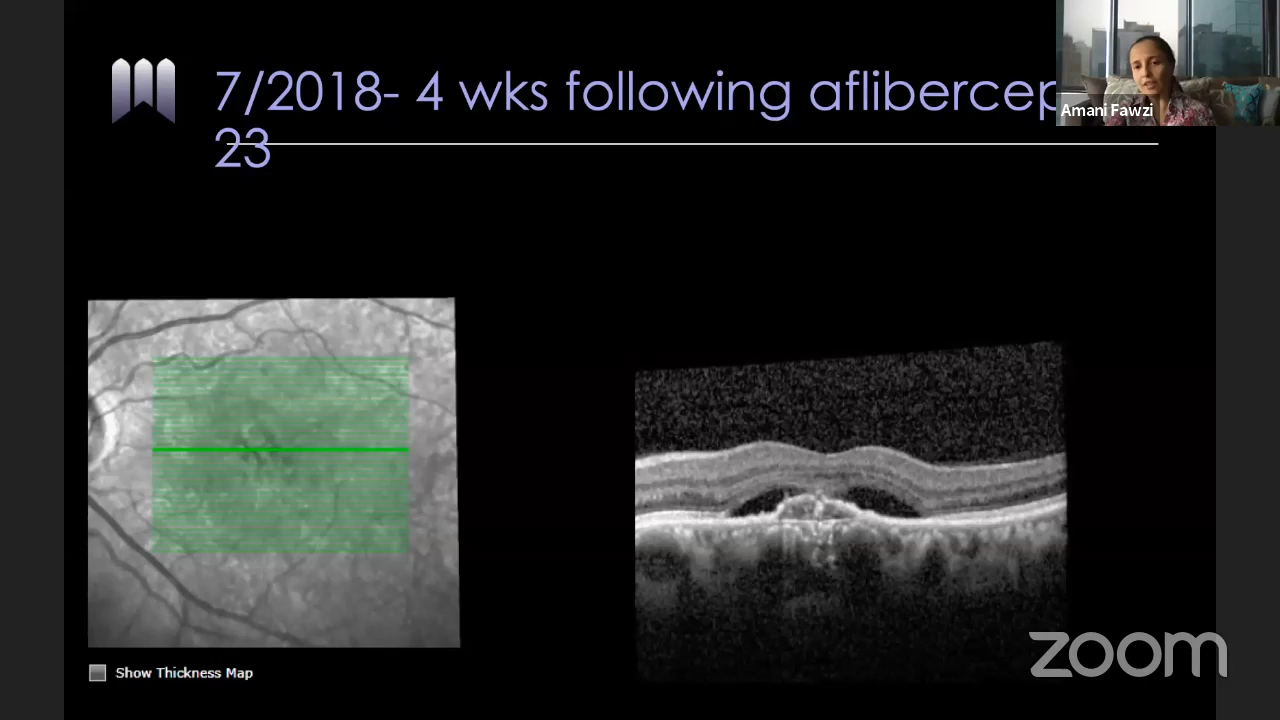 7/2018- 4 wks following aflibercep
23
Amani Fawzi
Show Thickness Map
zoom